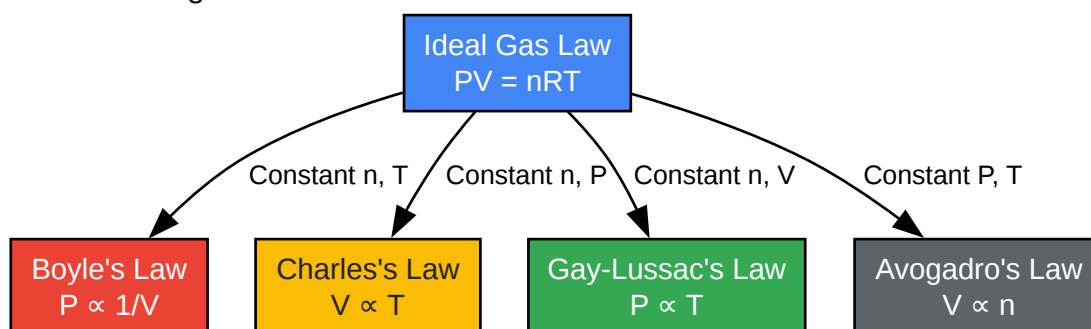 Ideal Gas Law
PV = nRT
Constant n, T
Constant n, P
Constant n, V
Constant P, T
Boyle's Law
P ∝ 1/V
Charles's Law
V ∝ T
Gay-Lussac's Law
P ∝ T
Avogadro's Law
V ∝ n